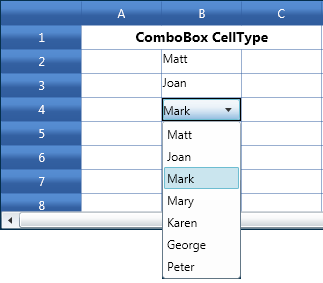 A B C
1 ComboBox CellType
2 Matt
3 Joan
4 Mark
5 Matt
6 Joan
7 Mark
8 Mary
Karen
George
Peter